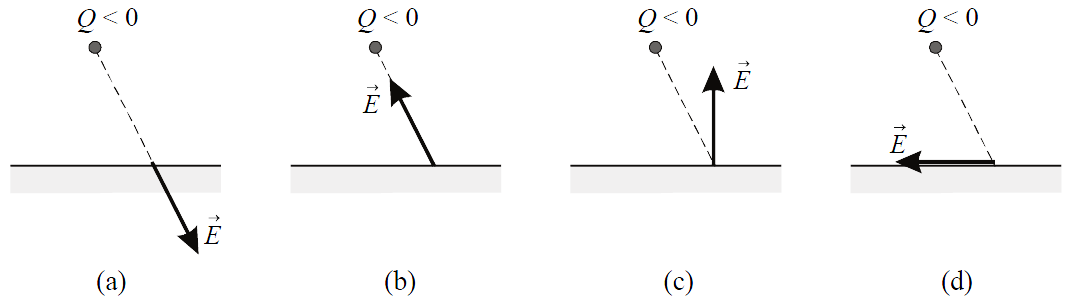 Q < 0 Q < 0 Q < 0 Q < 0
E⃗ E⃗ E⃗ E⃗
(a) (b) (c) (d)